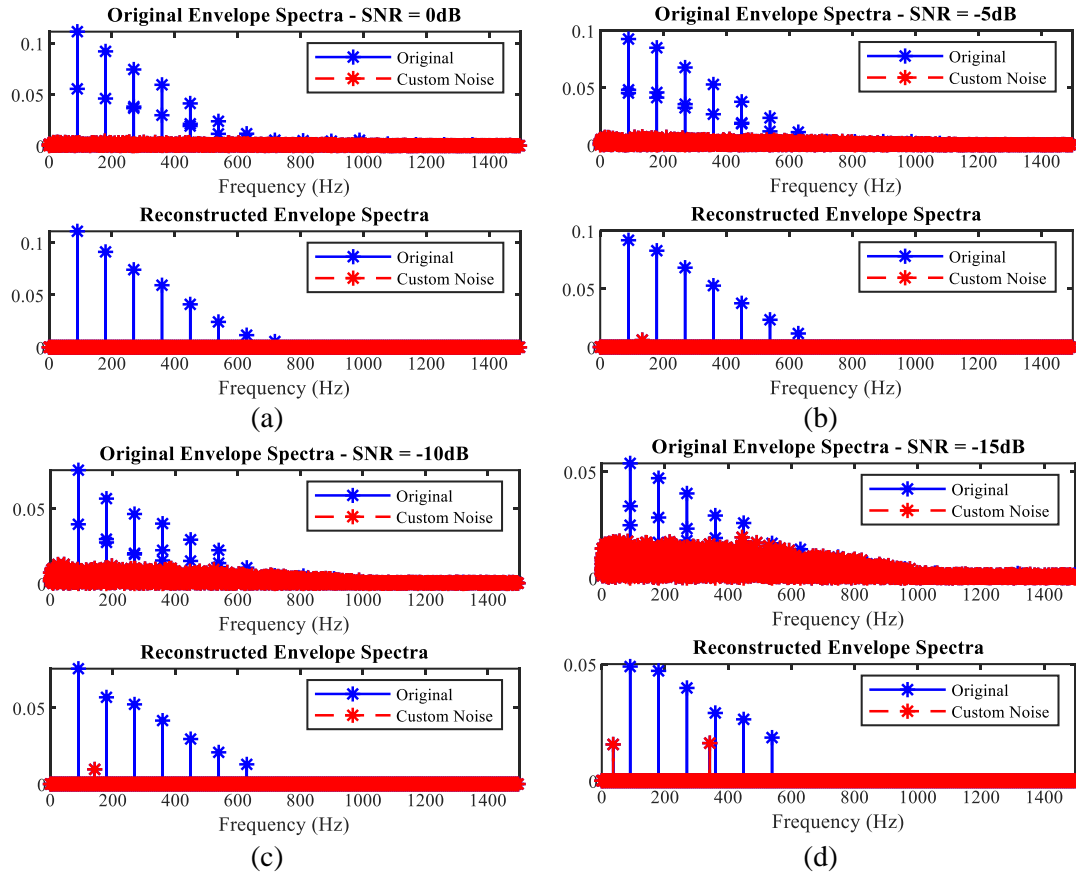 Original Envelope Spectra - SNR = 0dB
0.1
0.05
0
Original
Custom Noise
0 200 400 600 800 1000 1200 1400
Frequency (Hz)
Reconstructed Envelope Spectra
0.1
0.05
0
Original
Custom Noise
0 200 400 600 800 1000 1200 1400
Frequency (Hz)
(a)
Original Envelope Spectra - SNR = -5dB
0.1
0.05
0
Original
Custom Noise
0 200 400 600 800 1000 1200 1400
Frequency (Hz)
Reconstructed Envelope Spectra
0.1
0.05
0
Original
Custom Noise
0 200 400 600 800 1000 1200 1400
Frequency (Hz)
(b)
Original Envelope Spectra - SNR = -10dB
0.05
0
Original
Custom Noise
0 200 400 600 800 1000 1200 1400
Frequency (Hz)
Reconstructed Envelope Spectra
0.05
0
Original
Custom Noise
0 200 400 600 800 1000 1200 1400
Frequency (Hz)
(c)
Original Envelope Spectra - SNR = -15dB
0.05
0
Original
Custom Noise
0 200 400 600 800 1000 1200 1400
Frequency (Hz)
Reconstructed Envelope Spectra
0.05
0
Original
Custom Noise
0 200 400 600 800 1000 1200 1400
Frequency (Hz)
(d)